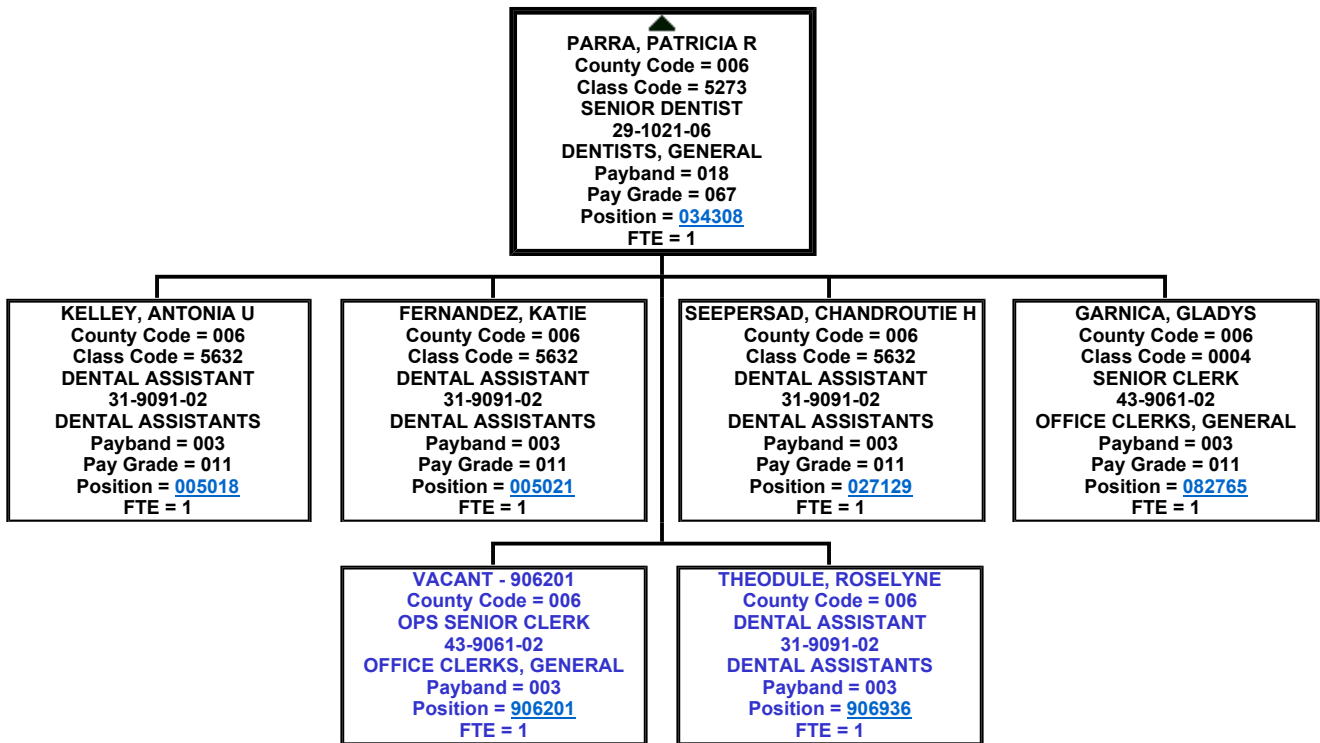 PARRA, PATRICIA R
County Code = 006
Class Code = 5273
SENIOR DENTIST
29-1021-06
DENTISTS, GENERAL
Payband = 018
Pay Grade = 067
Position = 034308
FTE = 1
KELLEY, ANTONIA U
County Code = 006
Class Code = 5632
DENTAL ASSISTANT
31-9091-02
DENTAL ASSISTANTS
Payband = 003
Pay Grade = 011
Position = 005018
FTE = 1
FERNANDEZ, KATIE
County Code = 006
Class Code = 5632
DENTAL ASSISTANT
31-9091-02
DENTAL ASSISTANTS
Payband = 003
Pay Grade = 011
Position = 005021
FTE = 1
SEEPERSAD, CHANDROUTIE H
County Code = 006
Class Code = 5632
DENTAL ASSISTANT
31-9091-02
DENTAL ASSISTANTS
Payband = 003
Pay Grade = 011
Position = 027129
FTE = 1
GARNICA, GLADYS
County Code = 006
Class Code = 0004
SENIOR CLERK
43-9061-02
OFFICE CLERKS, GENERAL
Payband = 003
Pay Grade = 011
Position = 082765
FTE = 1
VACANT - 906201
County Code = 006
OPS SENIOR CLERK
43-9061-02
OFFICE CLERKS, GENERAL
Payband = 003
Position = 906201
FTE = 1
THEODULE, ROSELYNE
County Code = 006
DENTAL ASSISTANT
31-9091-02
DENTAL ASSISTANTS
Payband = 003
Position = 906936
FTE = 1